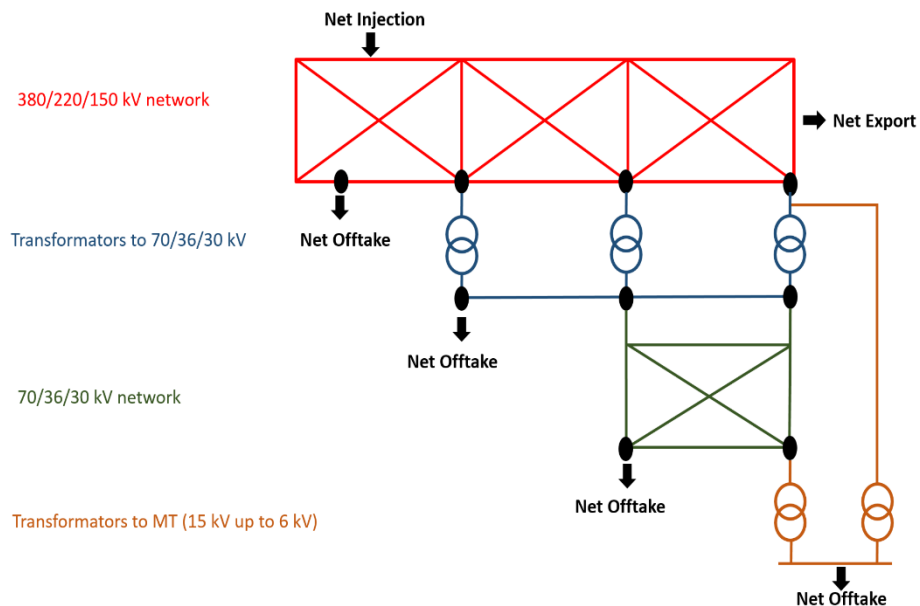 Net Injection
380/220/150 kV network
Net Export
Net Offtake
Transformators to 70/36/30 kV
Net Offtake
70/36/30 kV network
Net Offtake
Transformators to MT (15 kV up to 6 kV)
Net Offtake